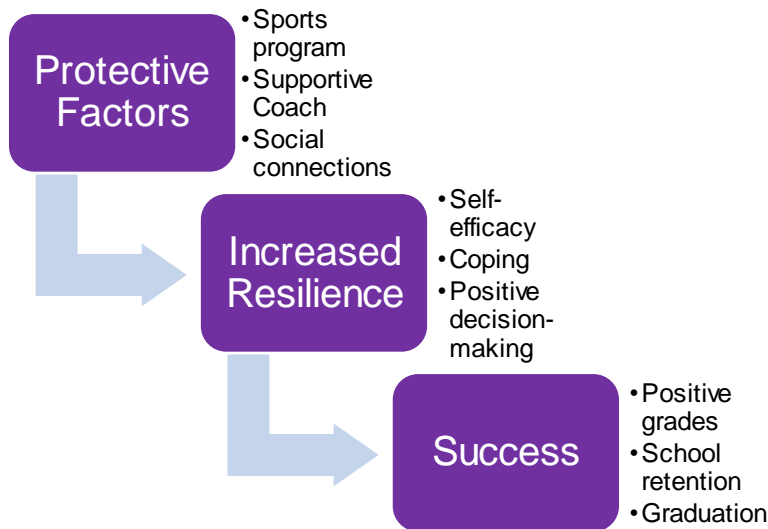 Protective
Factors
•Sports
program
•Supportive
Coach
•Social
connections
Increased
Resilience
•Self-
efficacy
•Coping
•Positive
decision-
making
Success
•Positive
grades
•School
retention
•Graduation